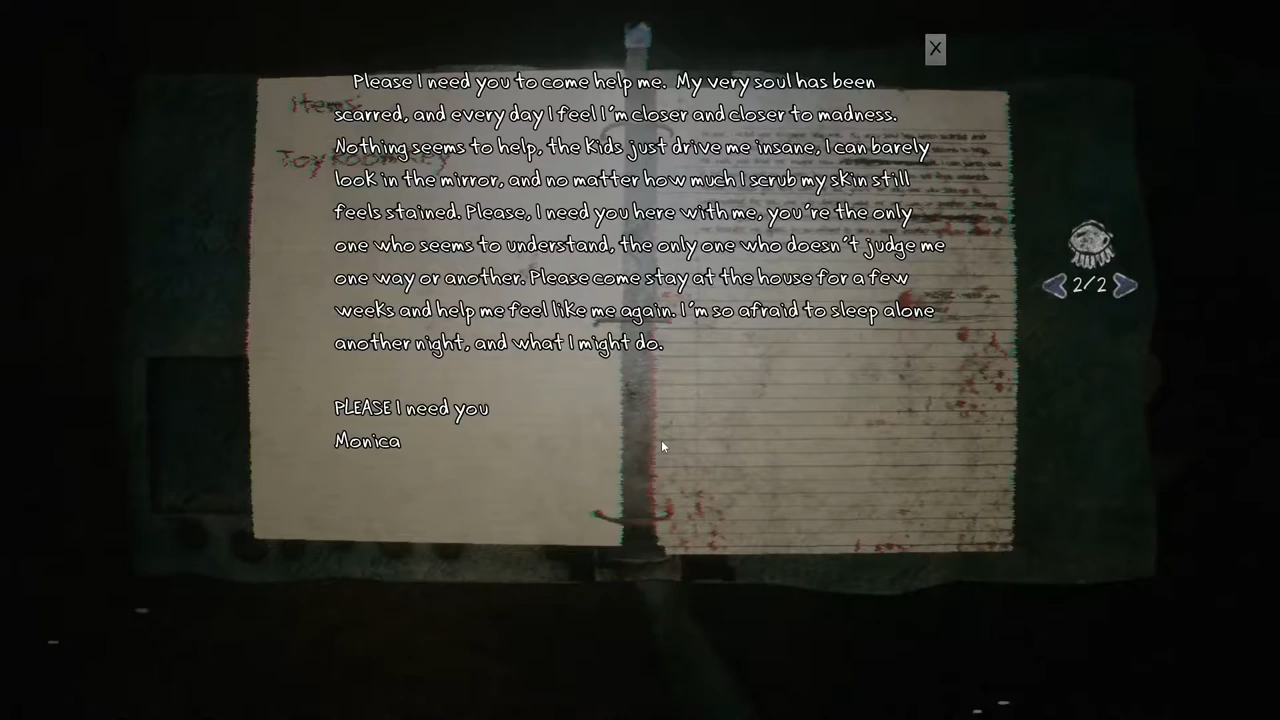 X
Please I need you to come help me. My very soul has been
scarred, and every day I feel I'm closer and closer to madness.
Nothing seems to help, the kids just drive me insane, I can barely
look in the mirror, and no matter how much I scrub my skin still
feels stained. Please, I need you here with me, you're the only
one who seems to understand, the only one who doesn't judge me
one way or another. Please come stay at the house for a few
weeks and help me feel like me again. I'm so afraid to sleep alone
another night, and what I might do.
PLEASE I need you
Monica
Items:
Toy Room Key
2/2